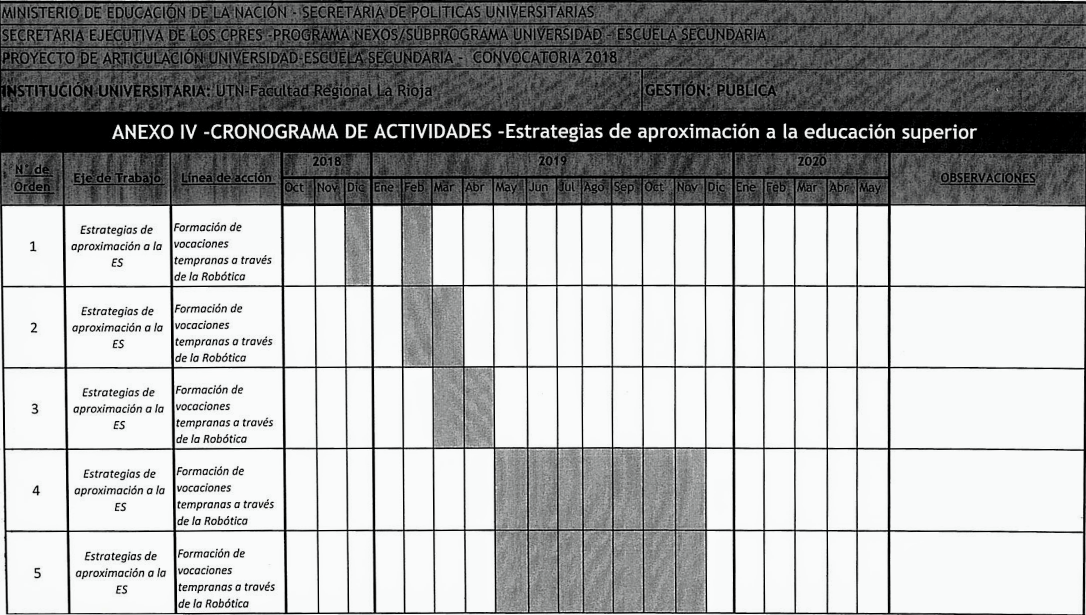 MINISTERIO DE EDUCACIÓN DE LA NACIÓN - SECRETARIA DE POLÍTICAS UNIVERSITARIAS
SECRETARÍA EJECUTIVA DE LOS CPRES -PROGRAMA NEXOS/SUBPROGRAMA UNIVERSIDAD - ESCUELA SECUNDARIA
PROYECTO DE ARTICULACIÓN UNIVERSIDAD-ESCUELA SECUNDARIA - CONVOCATORIA 2018
INSTITUCIÓN UNIVERSITARIA: UTN-Facultad Regional La Rioja GESTIÓN: PUBLICA
ANEXO IV -CRONOGRAMA DE ACTIVIDADES -Estrategias de aproximación a la educación superior
N° de Orden Eje de Trabajo Línea de acción 2018 2019 2020 OBSERVACIONES
Oct Nov Dic Ene Feb Mar Abr May Jun Jul Ago Sep Oct Nov Dic Ene Feb Mar Abr May
1
Estrategias de
aproximación a la
ES
Formación de
vocaciones
tempranas a través
de la Robótica
2
Estrategias de
aproximación a la
ES
Formación de
vocaciones
tempranas a través
de la Robótica
3
Estrategias de
aproximación a la
ES
Formación de
vocaciones
tempranas a través
de la Robótica
4
Estrategias de
aproximación a la
ES
Formación de
vocaciones
tempranas a través
de la Robótica
5
Estrategias de
aproximación a la
ES
Formación de
vocaciones
tempranas a través
de la Robótica